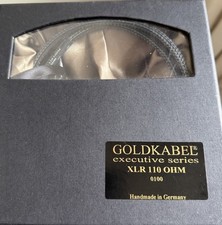 GOLDKABEL®
executive series
XLR 110 OHM
0100
Handmade in Germany